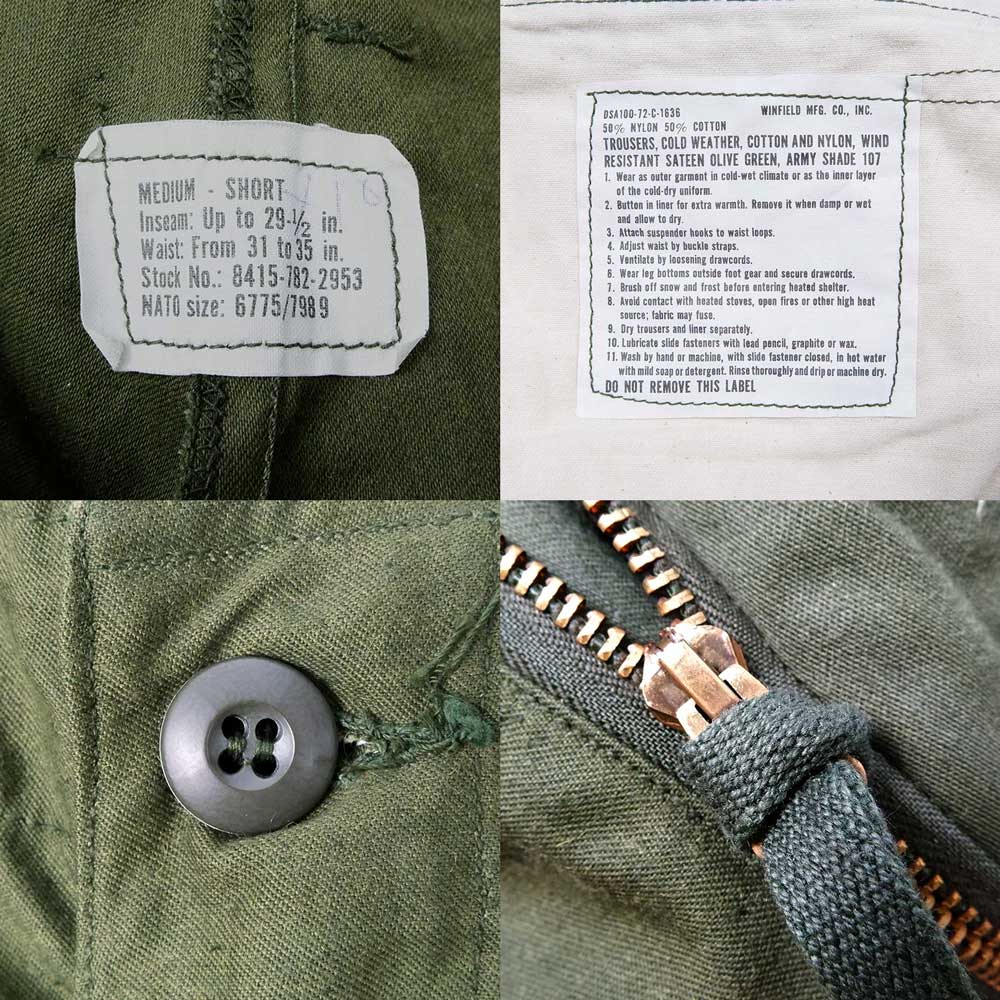 MEDIUM - SHORT
Inseam: Up to 29-1/2 in.
Waist: From 31 to 35 in.
Stock No.: 8415-782-2953
NATO size: 6775/7989
DSA100-72-C-1636 WINFIELD MFG. CO., INC.
50% NYLON 50% COTTON
TROUSERS, COLD WEATHER, COTTON AND NYLON, WIND
RESISTANT SATEEN OLIVE GREEN, ARMY SHADE 107
1. Wear as outer garment in cold-wet climate or as the inner layer
of the cold-dry uniform.
2. Button in liner for extra warmth. Remove it when damp or wet
and allow to dry.
3. Attach suspender hooks to waist loops.
4. Adjust waist by buckle straps.
5. Ventilate by loosening drawcords.
6. Wear leg bottoms outside foot gear and secure drawcords.
7. Brush off snow and frost before entering heated shelter.
8. Avoid contact with heated stoves, open fires or other high heat
source; fabric may fuse.
9. Dry trousers and liner separately.
10. Lubricate slide fasteners with lead pencil, graphite or wax.
11. Wash by hand or machine, with slide fastener closed, in hot water
with mild soap or detergent. Rinse thoroughly and drip or machine dry.
DO NOT REMOVE THIS LABEL